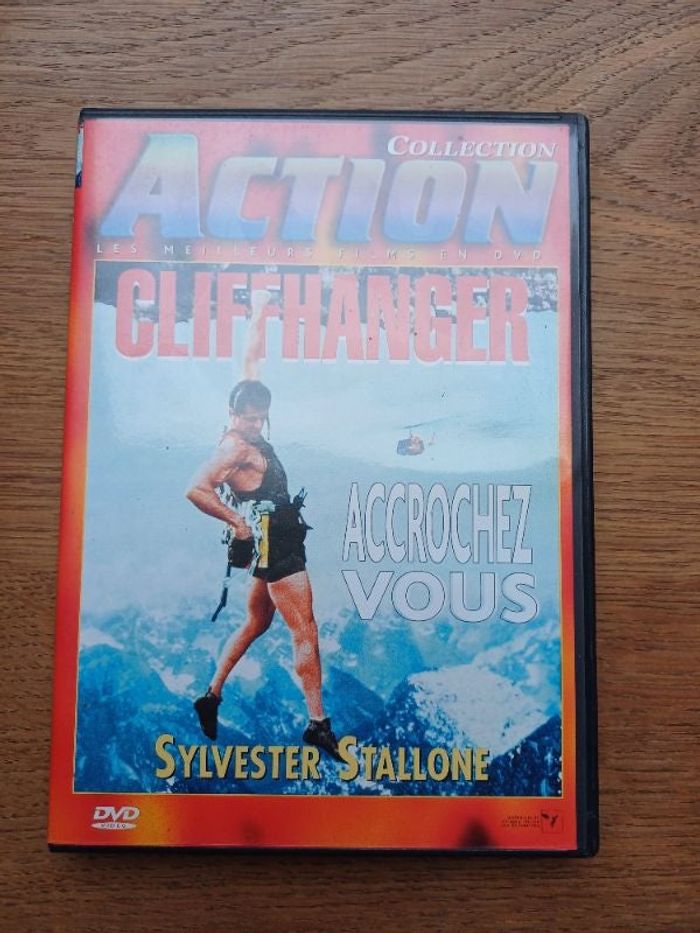 COLLECTION
ACTION
LES MEILLEURS FILMS EN DVD
CLIFFHANGER
ACCROCHEZ
VOUS
SYLVESTER STALLONE
DVD
VIDEO